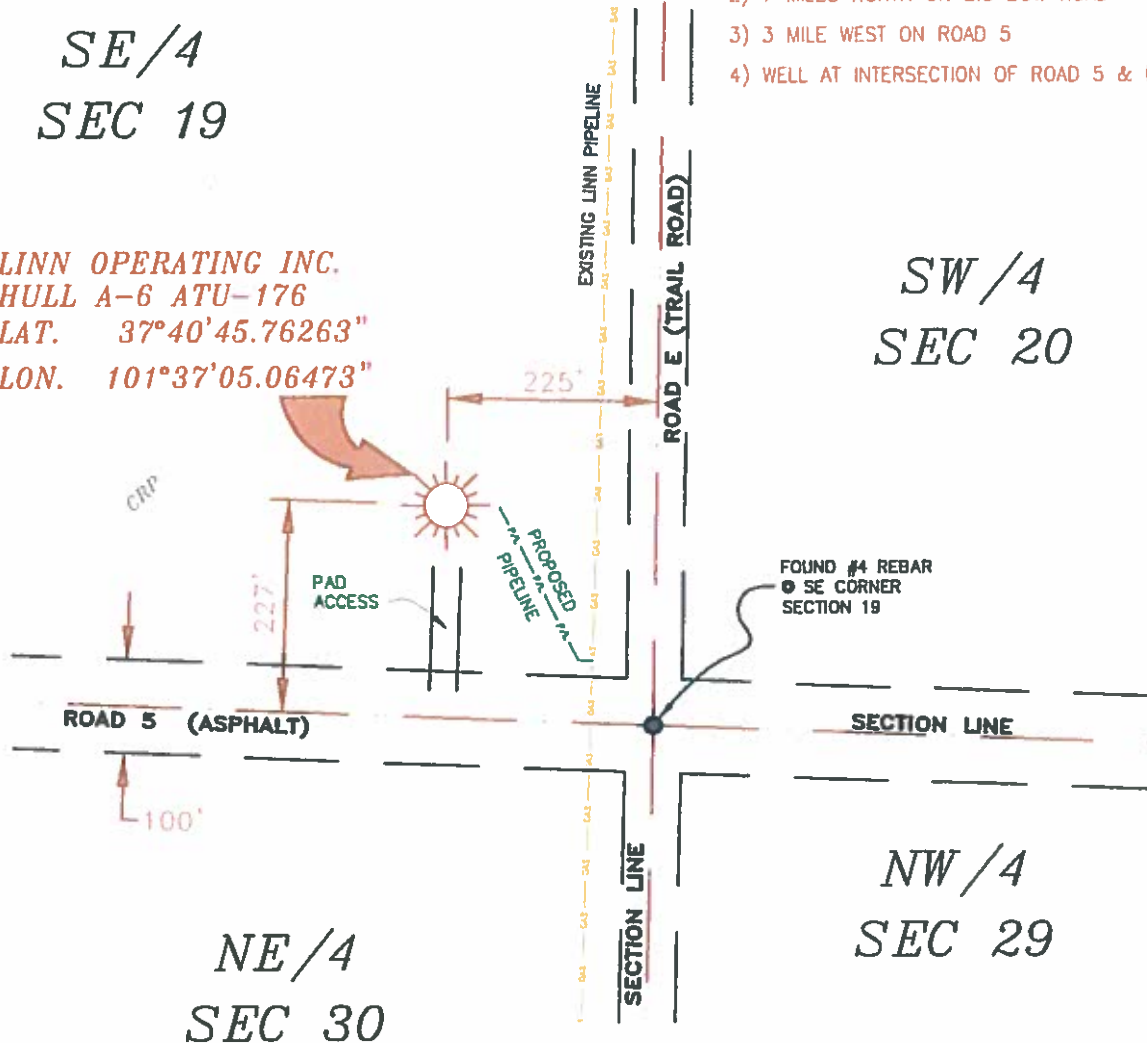 3) 3 MILE WEST ON ROAD 5
4) WELL AT INTERSECTION OF ROAD 5 &
SE/4
SEC 19
EXISTING LINN PIPELINE
ROAD E (TRAIL ROAD)
LINN OPERATING INC.
HULL A-6 ATU-176
LAT. 37°40'45.76263"
LON. 101°37'05.06473"
SW/4
SEC 20
225'
CRP
227'
PAD
ACCESS
PROPOSED
PIPELINE
FOUND #4 REBAR
@ SE CORNER
SECTION 19
ROAD 5 (ASPHALT)
SECTION LINE
100'
SECTION LINE
NE/4
SEC 30
NW/4
SEC 29